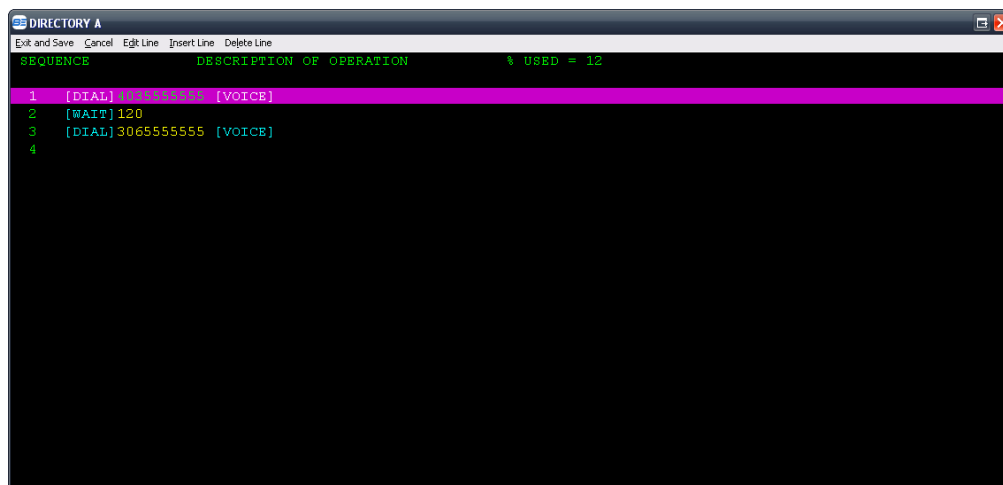 DIRECTORY A
Exit and Save Cancel Edit Line Insert Line Delete Line
SEQUENCE DESCRIPTION OF OPERATION % USED = 12
1 [DIAL]4035555555 [VOICE]
2 [WAIT]120
3 [DIAL]3065555555 [VOICE]
4